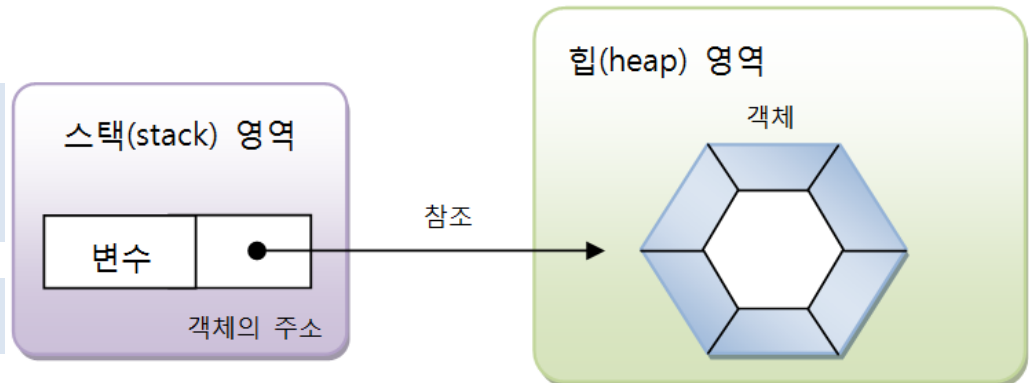 스택(stack) 영역
변수
객체의 주소
참조
힙(heap) 영역
객체